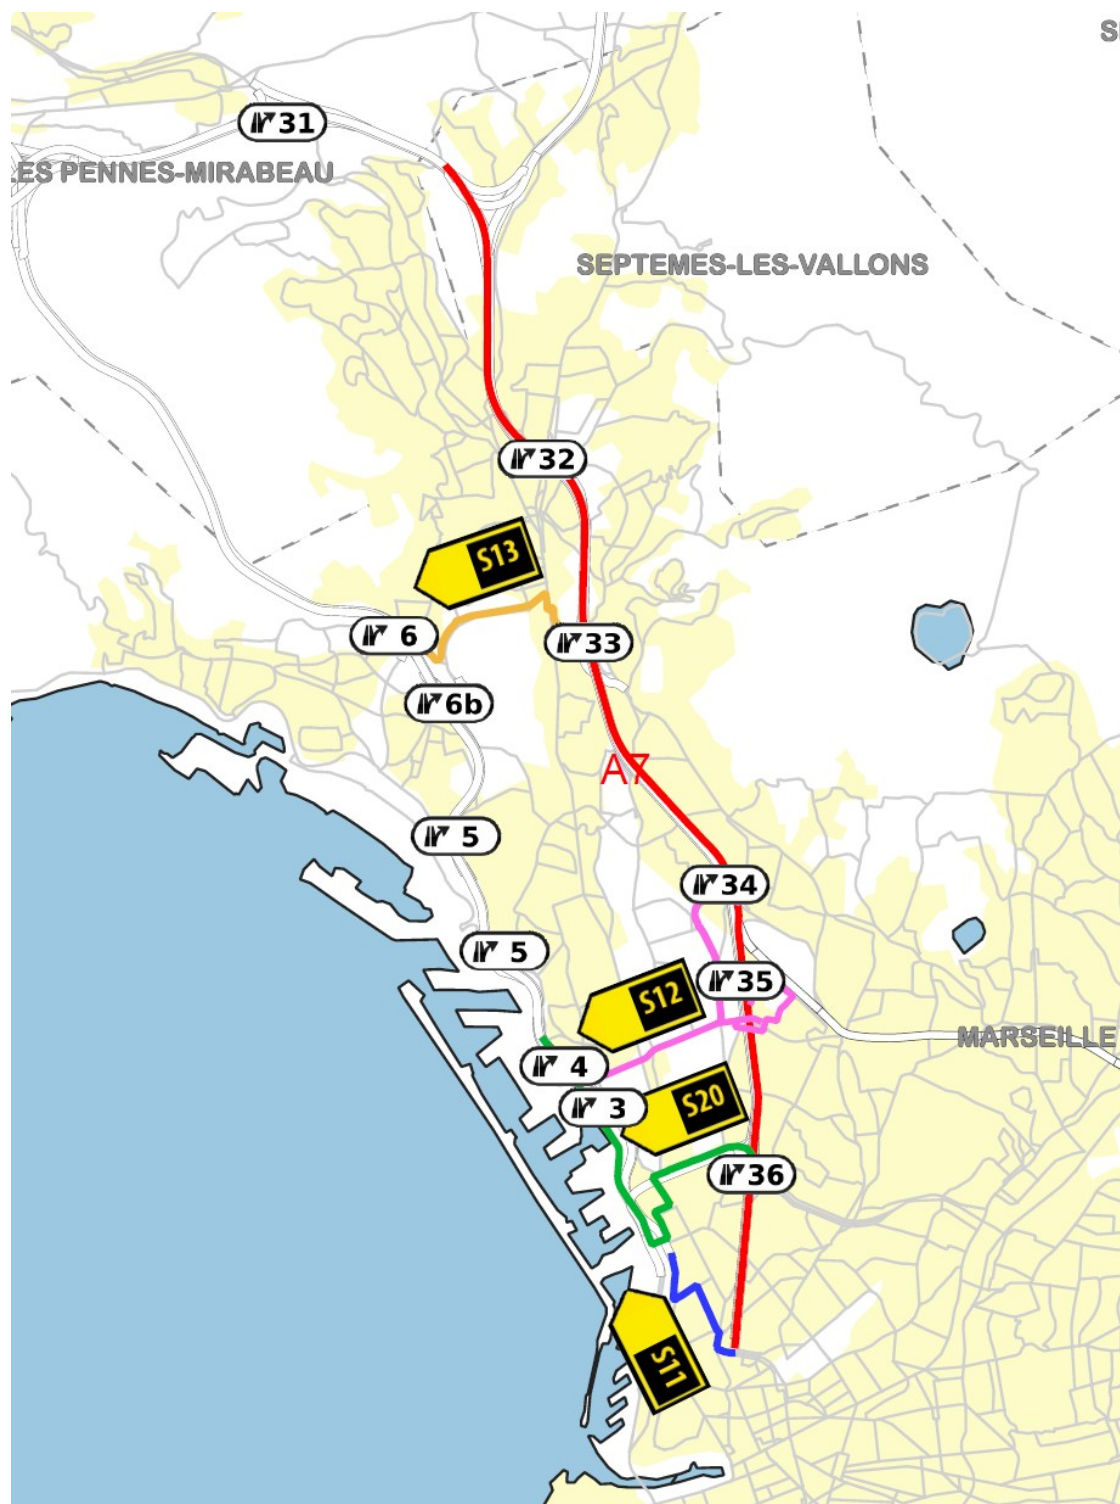 S
31
LES PENNES-MIRABEAU
SEPTEMES-LES-VALLONS
32
S13
6
33
6b
A7
5
34
5
35
S12
MARSEILLE
4
S20
3
36
S11